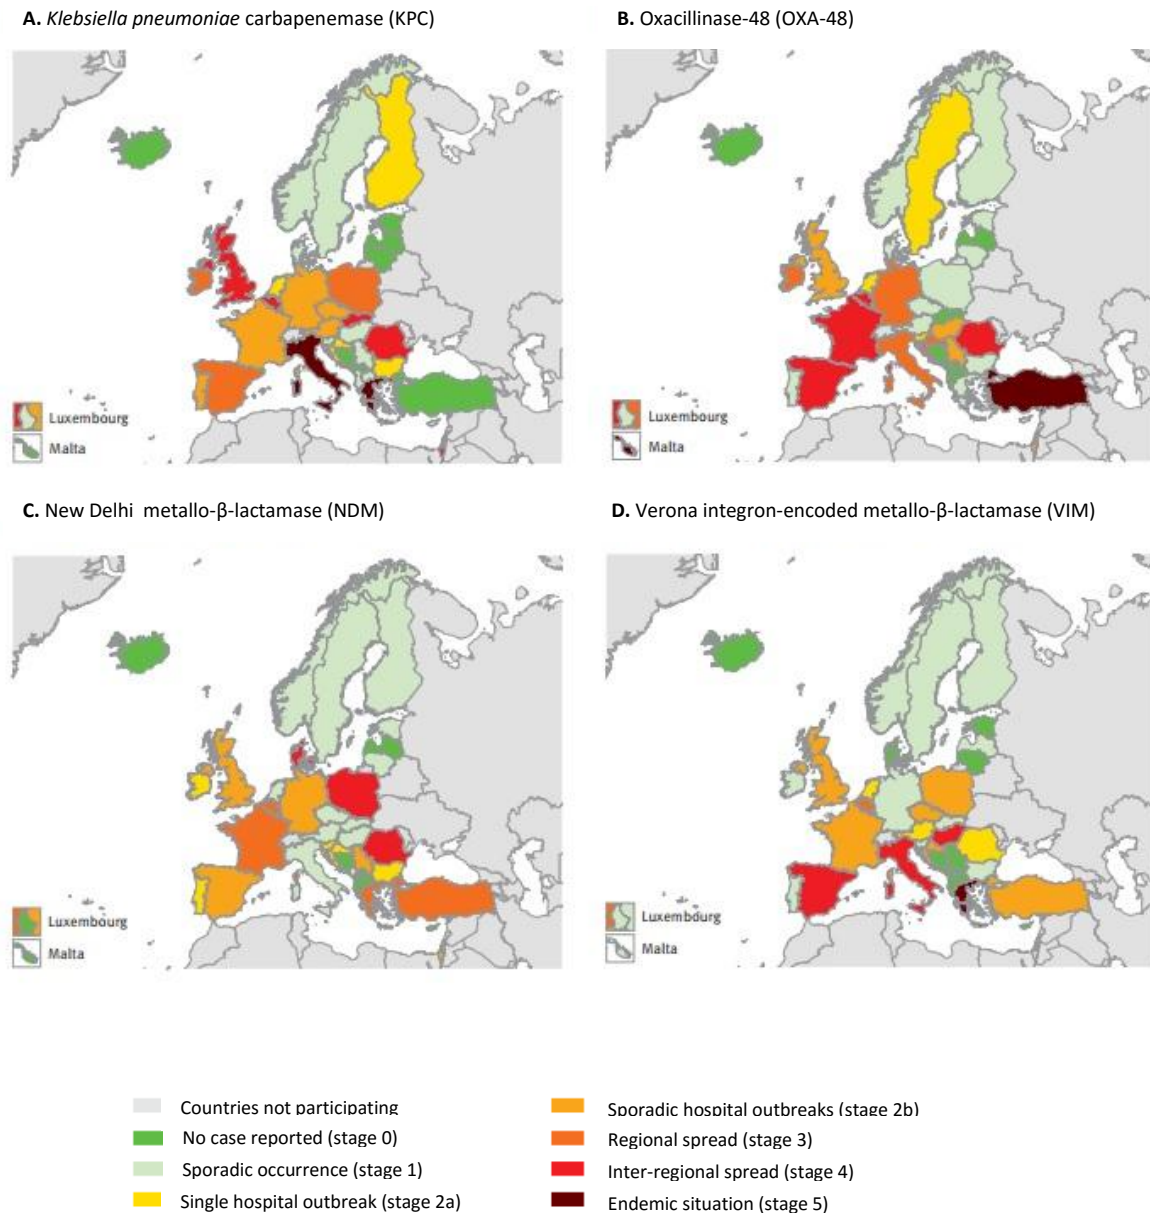 A. Klebsiella pneumoniae carbapenemase (KPC)
B. Oxacillinase-48 (OXA-48)
Luxembourg
Malta
Luxembourg
Malta
C. New Delhi metallo-β-lactamase (NDM)
D. Verona integron-encoded metallo-β-lactamase (VIM)
Luxembourg
Malta
Luxembourg
Malta
Countries not participating
No case reported (stage 0)
Sporadic occurrence (stage 1)
Single hospital outbreak (stage 2a)
Sporadic hospital outbreaks (stage 2b)
Regional spread (stage 3)
Inter-regional spread (stage 4)
Endemic situation (stage 5)